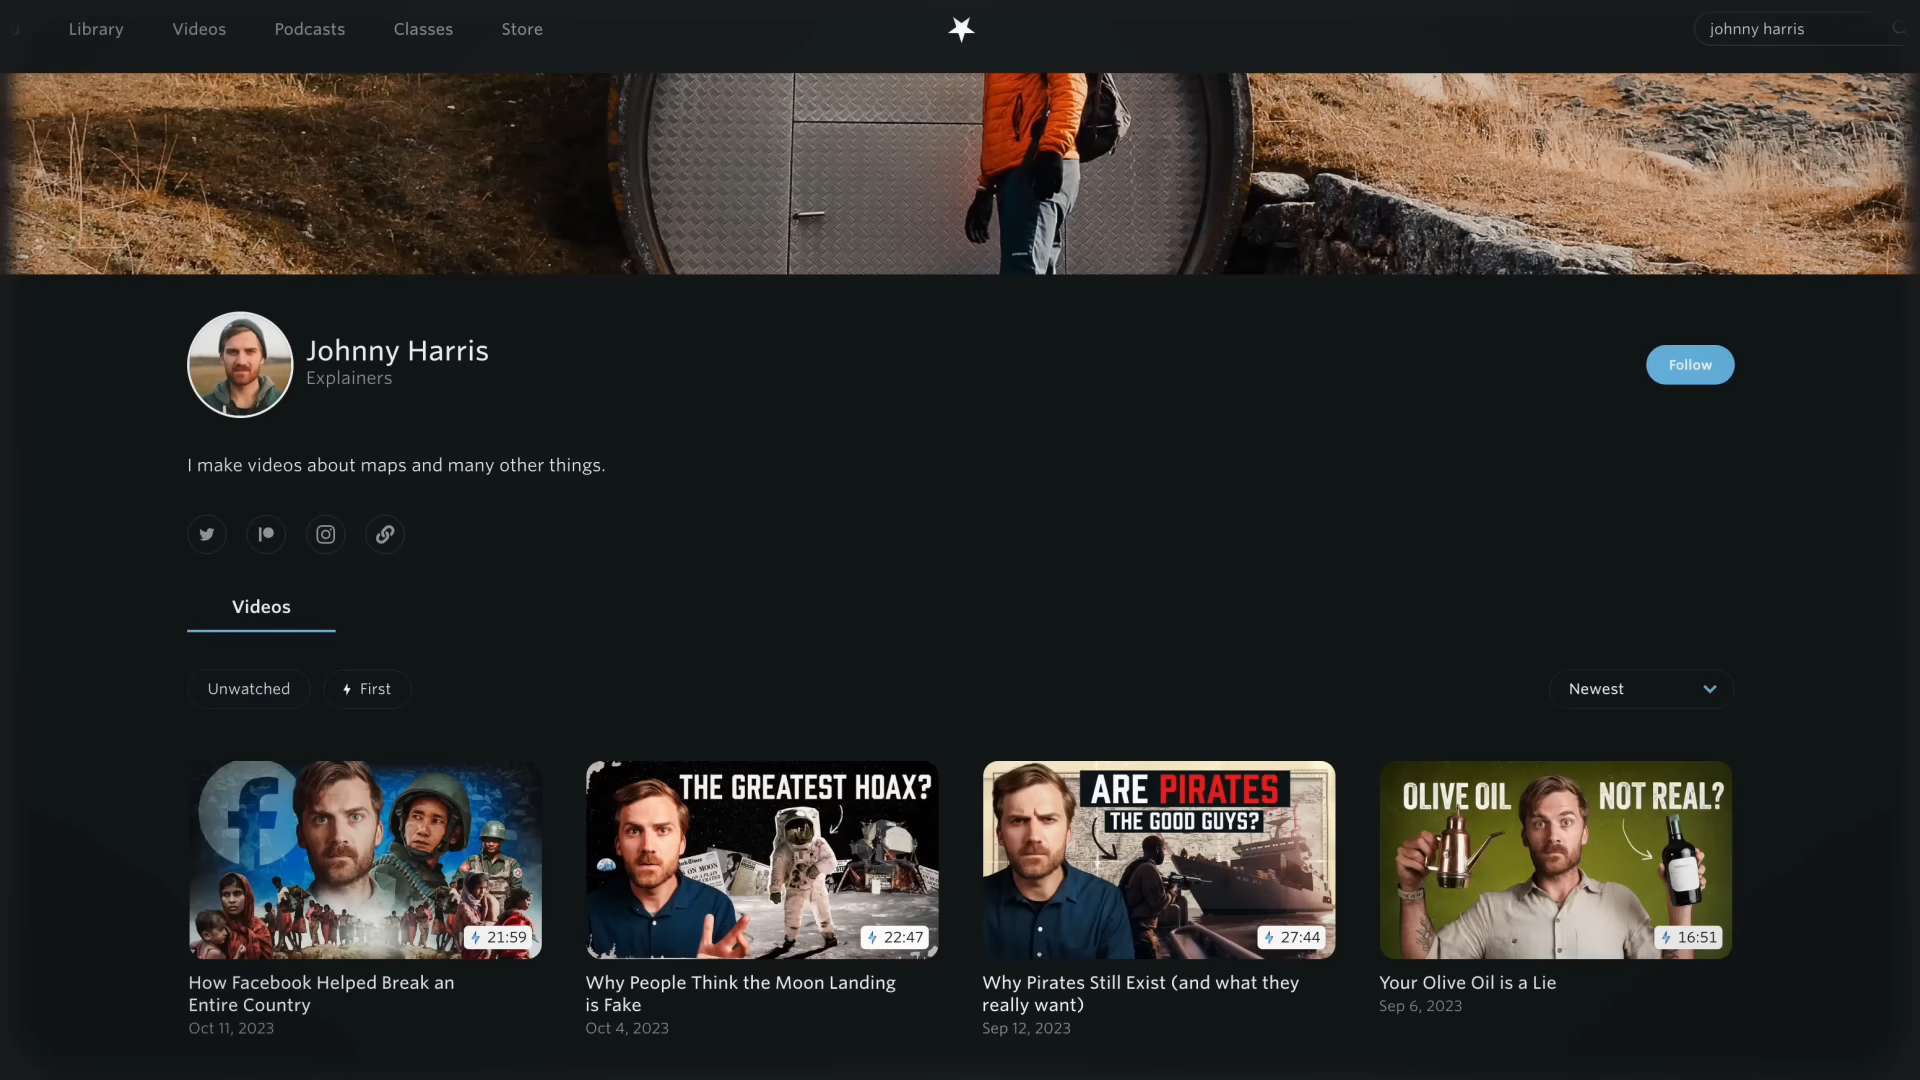 Library Videos Podcasts Classes Store
johnny harris
Johnny Harris
Explainers
Follow
I make videos about maps and many other things.
Videos
Unwatched First
Newest
THE GREATEST HOAX?
ON MOON
21:59
22:47
ARE PIRATES
THE GOOD GUYS?
27:44
OLIVE OIL NOT REAL?
16:51
How Facebook Helped Break an
Entire Country
Oct 11, 2023
Why People Think the Moon Landing
is Fake
Oct 4, 2023
Why Pirates Still Exist (and what they
really want)
Sep 12, 2023
Your Olive Oil is a Lie
Sep 6, 2023